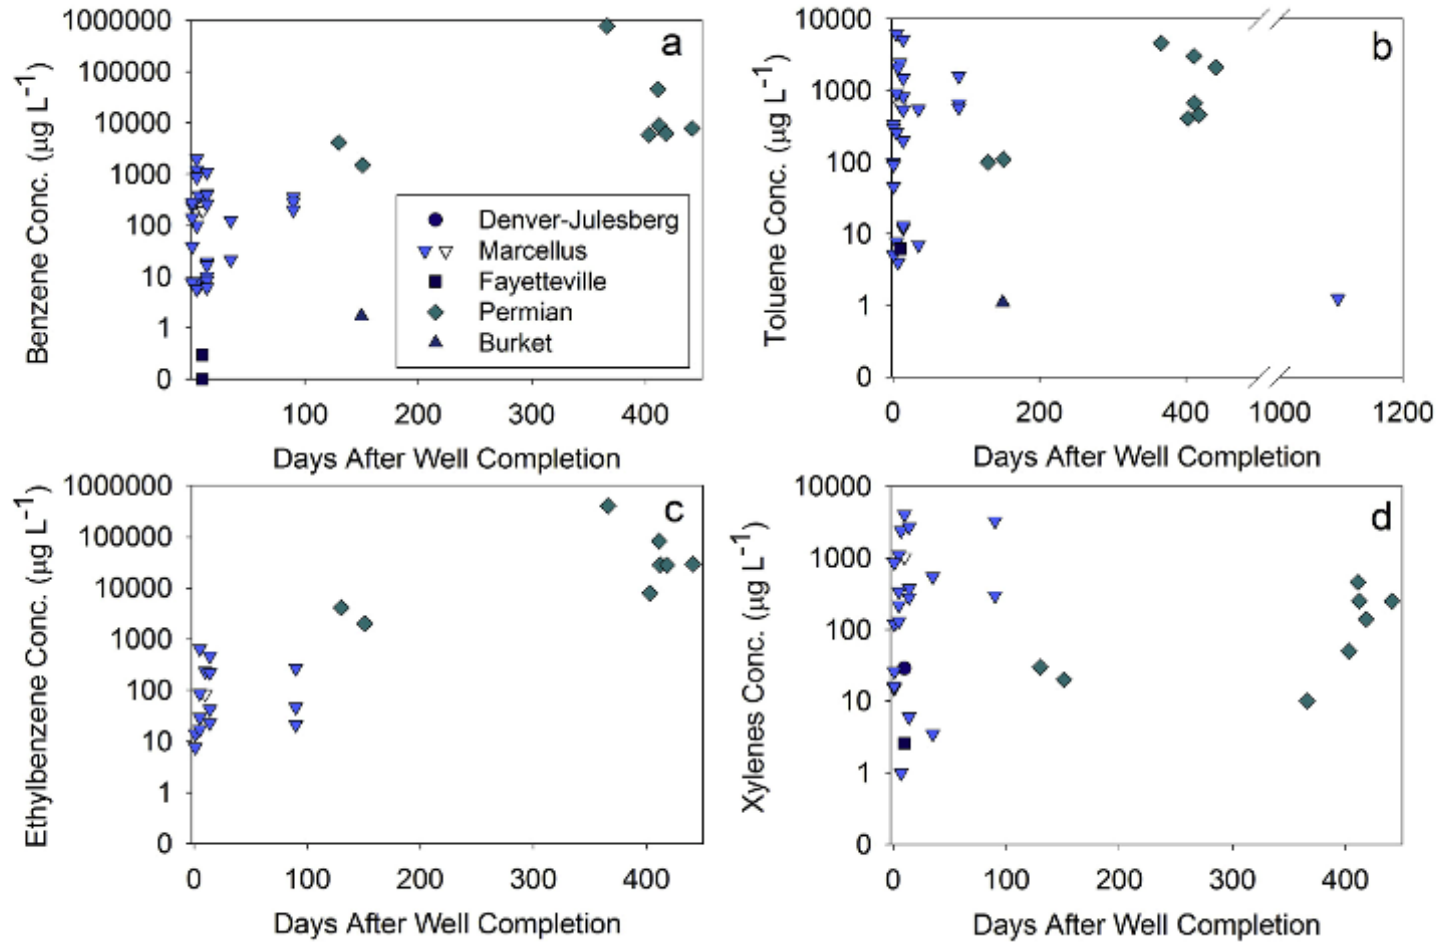 a
Benzene Conc. (µg L⁻¹)
1000000
100000
10000
1000
100
10
1
0
100 200 300 400
Days After Well Completion
Denver-Julesberg
Marcellus
Fayetteville
Permian
Burket
b
Toluene Conc. (µg L⁻¹)
10000
1000
100
10
1
0
0 200 400 1000 1200
Days After Well Completion
c
Ethylbenzene Conc. (µg L⁻¹)
1000000
100000
10000
1000
100
10
1
0
0 100 200 300 400
Days After Well Completion
d
Xylenes Conc. (µg L⁻¹)
10000
1000
100
10
1
0
0 100 200 300 400
Days After Well Completion